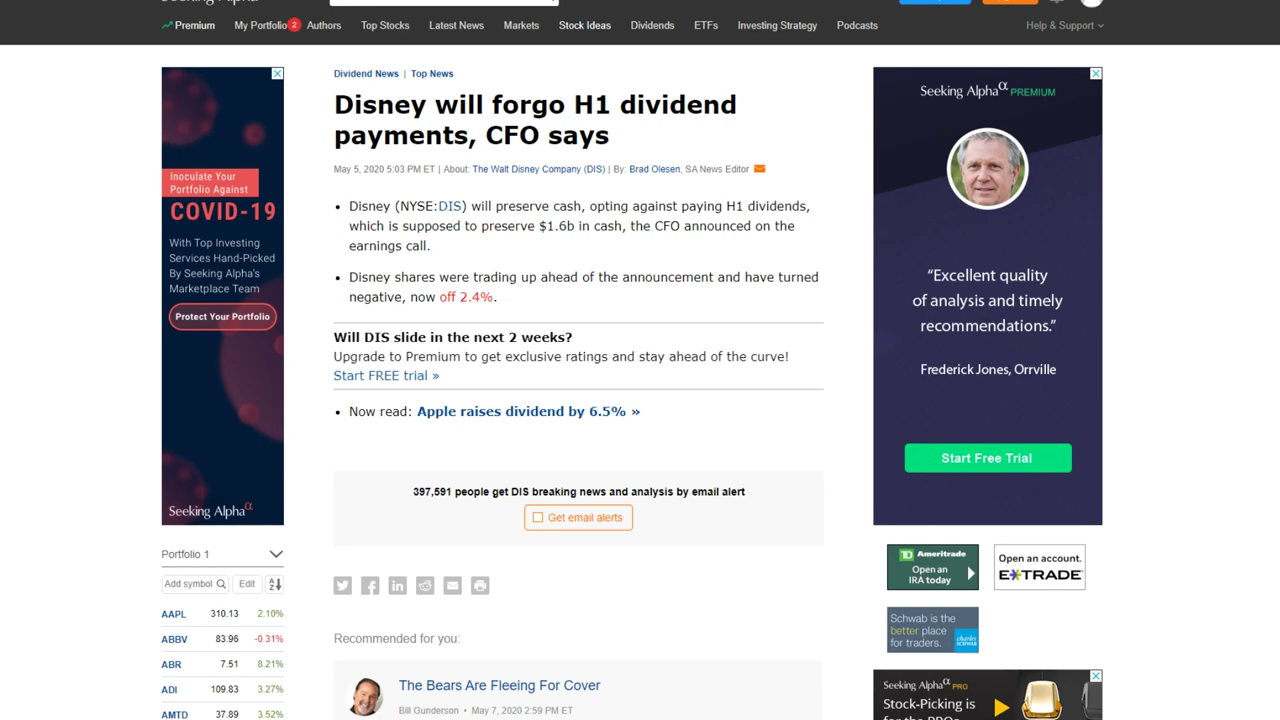 Seeking Alpha
Premium
My Portfolio 2
Authors
Top Stocks
Latest News
Markets
Stock Ideas
Dividends
ETFs
Investing Strategy
Podcasts
Help & Support
Inoculate Your
Portfolio Against
COVID-19
With Top Investing
Services Hand-Picked
By Seeking Alpha's
Marketplace Team
Protect Your Portfolio
Seeking Alpha α
Dividend News | Top News
Disney will forgo H1 dividend
payments, CFO says
May 5, 2020 5:03 PM ET | About: The Walt Disney Company (DIS) | By: Brad Olesen, SA News Editor
• Disney (NYSE:DIS) will preserve cash, opting against paying H1 dividends,
which is supposed to preserve $1.6b in cash, the CFO announced on the
earnings call.
• Disney shares were trading up ahead of the announcement and have turned
negative, now off 2.4%.
Will DIS slide in the next 2 weeks?
Upgrade to Premium to get exclusive ratings and stay ahead of the curve!
Start FREE trial »
• Now read: Apple raises dividend by 6.5% »
397,591 people get DIS breaking news and analysis by email alert
Get email alerts
Recommended for you:
The Bears Are Fleeing For Cover
Bill Gunderson • May 7, 2020 2:59 PM ET
Seeking Alpha α PREMIUM
“Excellent quality
of analysis and timely
recommendations.”
Frederick Jones, Orrville
Start Free Trial
TD Ameritrade
Open an
IRA today
Open an account.
E*TRADE
Schwab is the
better place
for traders.
charles
SCHWAB
Seeking Alpha α PRO
Stock-Picking is
for the PROs
Portfolio 1
Add symbol
Edit
A
Z
AAPL 310.13 2.10%
ABBV 83.96 -0.31%
ABR 7.51 8.21%
ADI 109.83 3.27%
AMTD 37.89 3.52%